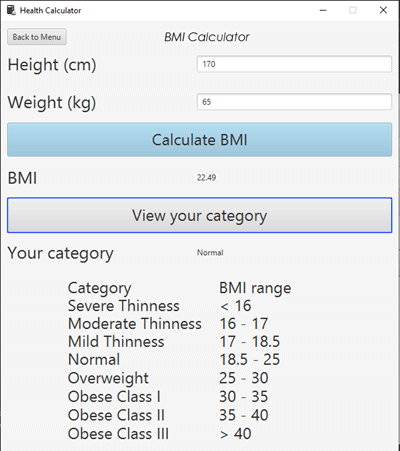 Health Calculator
Back to Menu BMI Calculator
Height (cm) 170
Weight (kg) 65
Calculate BMI
BMI 22.49
View your category
Your category Normal
Category BMI range
Severe Thinness < 16
Moderate Thinness 16 - 17
Mild Thinness 17 - 18.5
Normal 18.5 - 25
Overweight 25 - 30
Obese Class I 30 - 35
Obese Class II 35 - 40
Obese Class III > 40